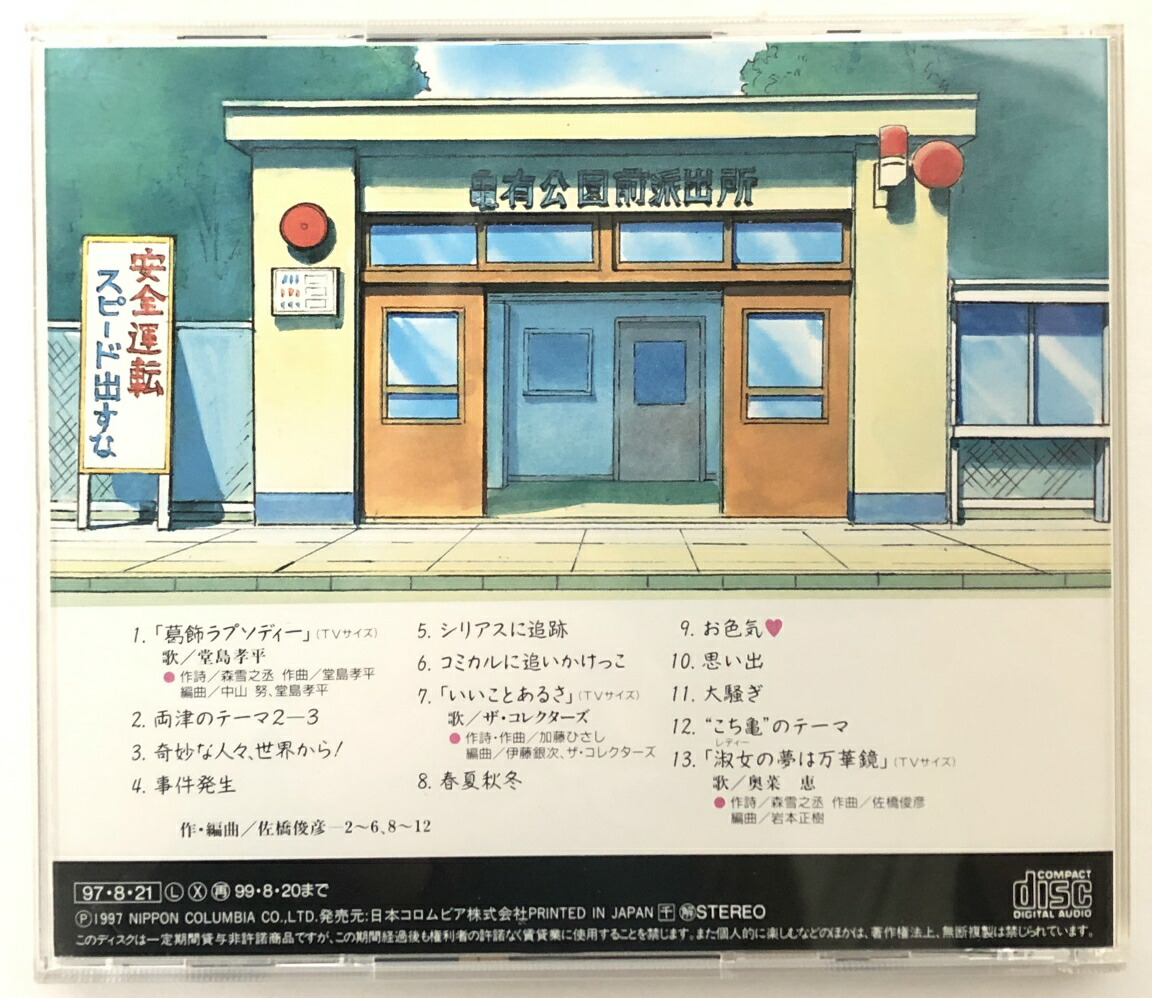 亀有公園前派出所
安全運転
スピード出すな
1.「葛飾ラプソディー」(TVサイズ)
歌/堂島孝平
●作詩/森雪之丞 作曲/堂島孝平
編曲/中山 努、堂島孝平
2. 両津のテーマ2－3
3. 奇妙な人々、世界から!
4. 事件発生
5. シリアスに追跡
6. コミカルに追いかけっこ
7.「いいことあるさ」(TVサイズ)
歌/ザ・コレクターズ
●作詩・作曲/加藤ひさし
編曲/伊藤銀次、ザ・コレクターズ
8. 春夏秋冬
9. お色気♥
10. 思い出
11. 大騒ぎ
12. “こち亀”のテーマ
レディー
13.「淑女の夢は万華鏡」(TVサイズ)
歌/奥菜 恵
●作詩/森雪之丞 作曲/佐橋俊彦
編曲/岩本正樹
作・編曲/佐橋俊彦—2〜6、8〜12
97・8・21 Ⓛ Ⓧ ㊢ 99・8・20まで
Ⓟ1997 NIPPON COLUMBIA CO.,LTD.発売元:日本コロムビア株式会社PRINTED IN JAPAN STEREO
COMPACT
disc
DIGITAL AUDIO
このディスクは一定期間貸与非許諾商品ですが、この期間経過後も権利者の許諾なく賃貸業に使用することを禁じます。また個人的に楽しむなどのほかは、著作権法上、無断複製は禁じられています。